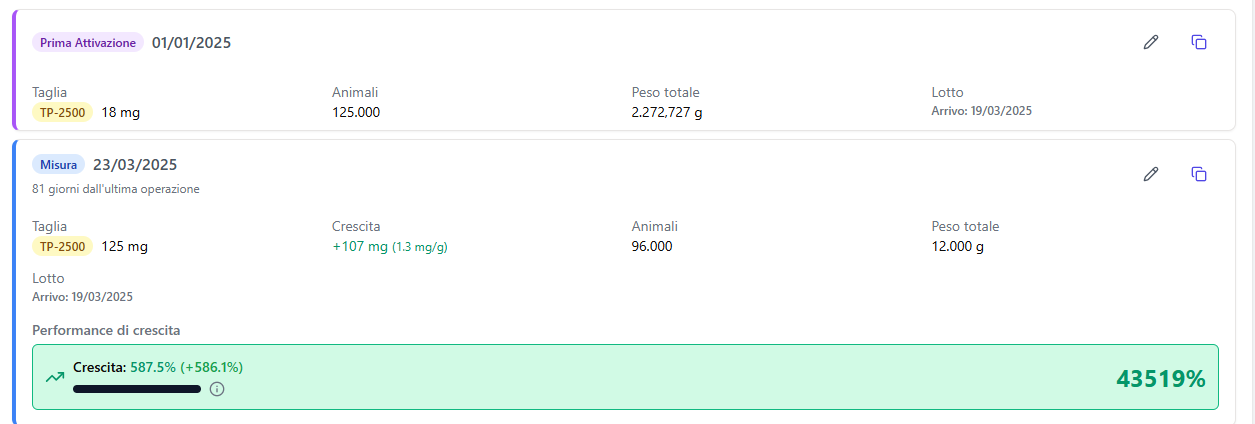 Prima Attivazione 01/01/2025
Taglia Animali Peso totale Lotto
TP-2500 18 mg 125.000 2.272,727 g Arrivo: 19/03/2025
Misura 23/03/2025
81 giorni dall'ultima operazione
Taglia Crescita Animali Peso totale
TP-2500 125 mg +107 mg (1.3 mg/g) 96.000 12.000 g
Lotto
Arrivo: 19/03/2025
Performance di crescita
Crescita: 587.5% (+586.1%)
43519%